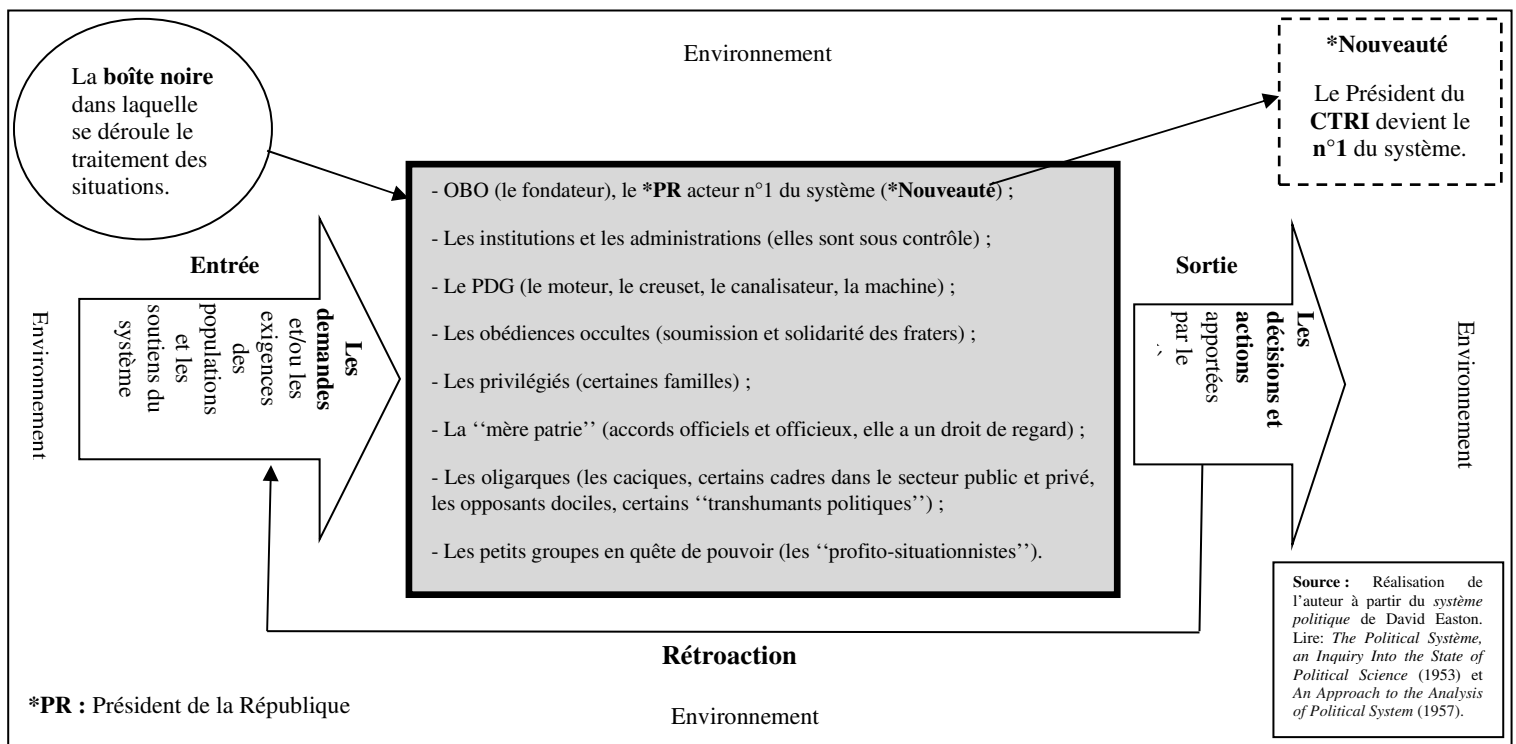 Environnement
La boîte noire
dans laquelle
se déroule le
traitement des
situations.
*Nouveauté
Le Président du
CTRI devient le
n°1 du système.
Entrée
Environnement
Les
demandes
et/ou les
exigences
des
populations
et les
soutiens du
système
- OBO (le fondateur), le *PR acteur n°1 du système (*Nouveauté) ;
- Les institutions et les administrations (elles sont sous contrôle) ;
- Le PDG (le moteur, le creuset, le canalisateur, la machine) ;
- Les obédiences occultes (soumission et solidarité des fraters) ;
- Les privilégiés (certaines familles) ;
- La ‘‘mère patrie’’ (accords officiels et officieux, elle a un droit de regard) ;
- Les oligarques (les caciques, certains cadres dans le secteur public et privé,
les opposants dociles, certains ‘‘transhumants politiques’’) ;
- Les petits groupes en quête de pouvoir (les ‘‘profito-situationnistes’’).
Sortie
Les
décisions et
actions
apportées
par le
Environnement
Rétroaction
*PR : Président de la République
Environnement
Source : Réalisation de
l’auteur à partir du système
politique de David Easton.
Lire: The Political Système,
an Inquiry Into the State of
Political Science (1953) et
An Approach to the Analysis
of Political System (1957).